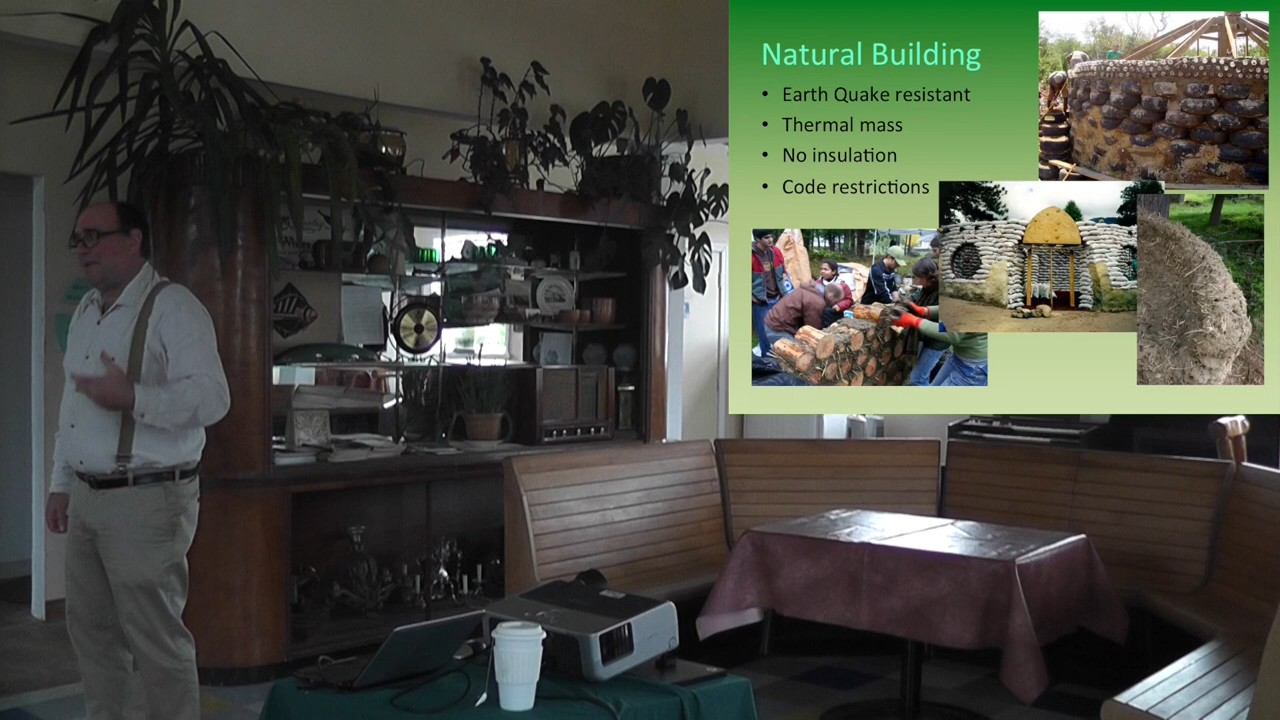 Natural Building
• Earth Quake resistant
• Thermal mass
• No insulation
• Code restrictions